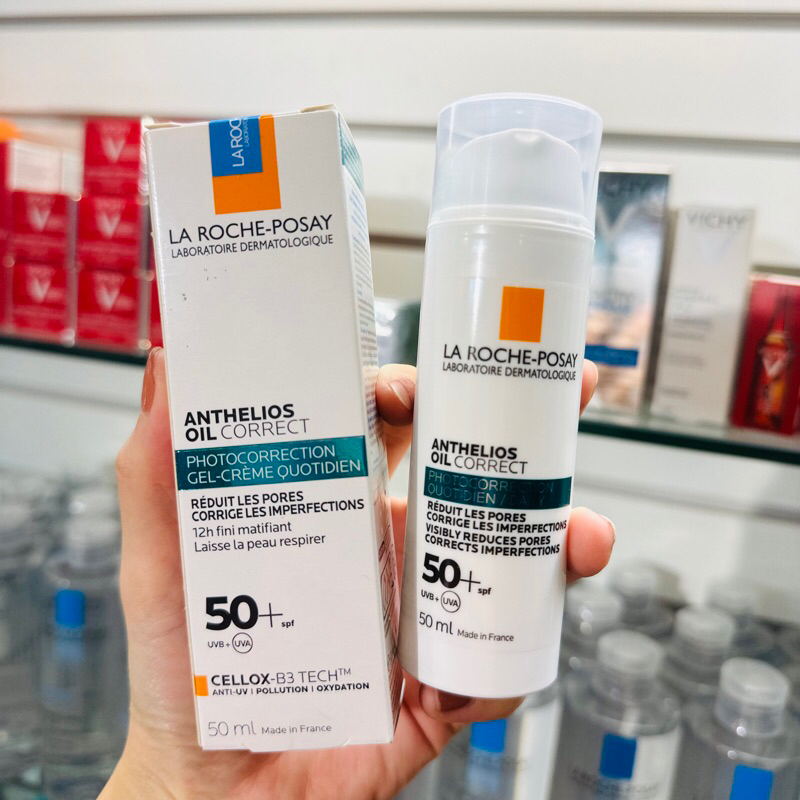 LA ROC
LA ROCHE-POSAY
LABORATOIRE DERMATOLOGIQUE
ANTHELIOS
OIL CORRECT
PHOTOCORRECTION
GEL-CRÈME QUOTIDIEN
RÉDUIT LES PORES
CORRIGE LES IMPERFECTIONS
12h fini matifiant
Laisse la peau respirer
50+ spf
UVB + UVA
CELLOX-B3 TECH™
ANTI-UV | POLLUTION | OXYDATION
50 ml Made in France
LA ROCHE-POSAY
LABORATOIRE DERMATOLOGIQUE
ANTHELIOS
OIL CORRECT
PHOTOCORRECTION
QUOTIDIEN /
RÉDUIT LES PORES
CORRIGE LES IMPERFECTIONS
VISIBLY REDUCES PORES
CORRECTS IMPERFECTIONS
50+ spf
UVB + UVA
50 ml Made in France
VICHY
VICHY